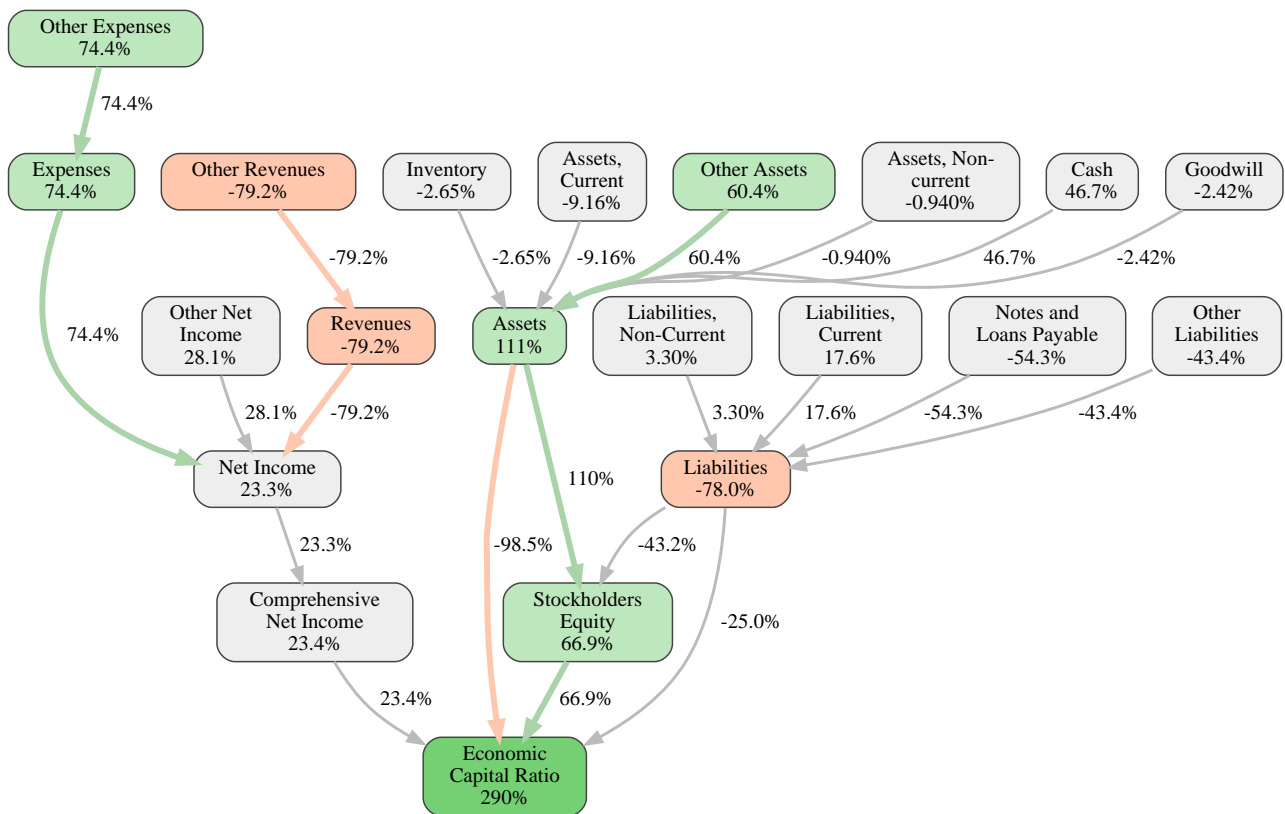 Other Expenses
74.4%
74.4%
Expenses
74.4%
Other Revenues
-79.2%
Inventory
-2.65%
Assets,
Current
-9.16%
Other Assets
60.4%
Assets, Non-
current
-0.940%
Cash
46.7%
Goodwill
-2.42%
-79.2%
-2.65%
-9.16%
60.4%
-0.940%
46.7%
-2.42%
74.4%
Other Net
Income
28.1%
Revenues
-79.2%
Assets
111%
Liabilities,
Non-Current
3.30%
Liabilities,
Current
17.6%
Notes and
Loans Payable
-54.3%
Other
Liabilities
-43.4%
28.1%
-79.2%
3.30%
17.6%
-54.3%
-43.4%
Net Income
23.3%
110%
Liabilities
-78.0%
23.3%
-98.5%
-43.2%
Comprehensive
Net Income
23.4%
Stockholders
Equity
66.9%
-25.0%
23.4%
66.9%
Economic
Capital Ratio
290%